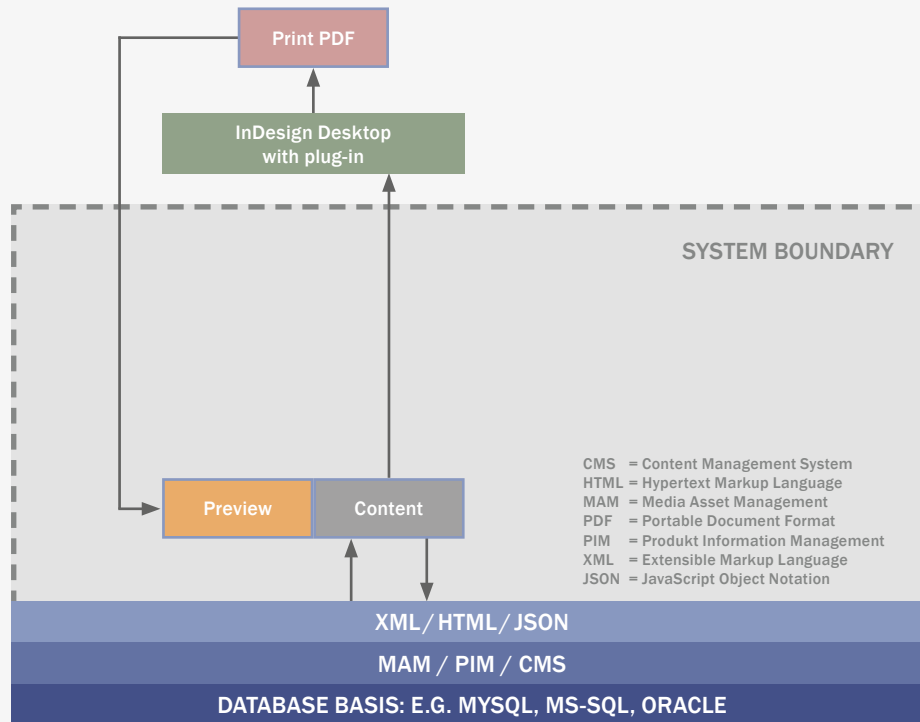 Print PDF
InDesign Desktop
with plug-in
SYSTEM BOUNDARY
CMS = Content Management System
HTML = Hypertext Markup Language
MAM = Media Asset Management
PDF = Portable Document Format
PIM = Produkt Information Management
XML = Extensible Markup Language
JSON = JavaScript Object Notation
Preview
Content
XML / HTML / JSON
MAM / PIM / CMS
DATABASE BASIS: E.G. MYSQL, MS-SQL, ORACLE